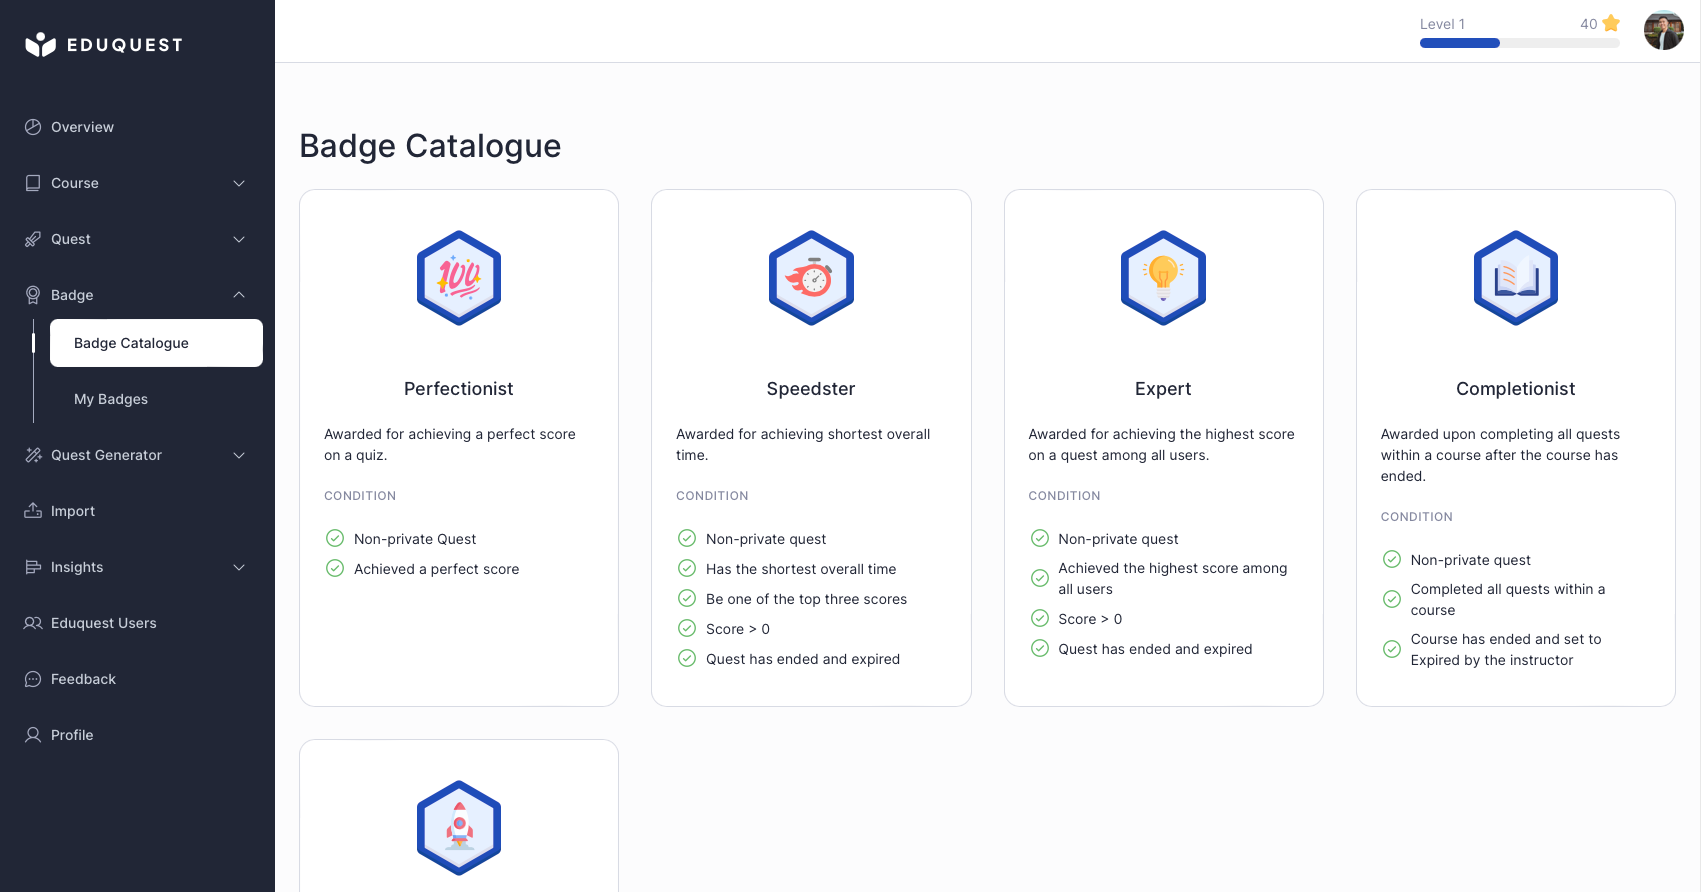 EDUQUEST
Level 1
40
Overview
Course
Quest
Badge
Badge Catalogue
My Badges
Quest Generator
Import
Insights
Eduquest Users
Feedback
Profile
Badge Catalogue
100
Perfectionist
Awarded for achieving a perfect score
on a quiz.
CONDITION
Non-private Quest
Achieved a perfect score
Speedster
Awarded for achieving shortest overall
time.
CONDITION
Non-private quest
Has the shortest overall time
Be one of the top three scores
Score > 0
Quest has ended and expired
Expert
Awarded for achieving the highest score
on a quest among all users.
CONDITION
Non-private quest
Achieved the highest score among
all users
Score > 0
Quest has ended and expired
Completionist
Awarded upon completing all quests
within a course after the course has
ended.
CONDITION
Non-private quest
Completed all quests within a
course
Course has ended and set to
Expired by the instructor